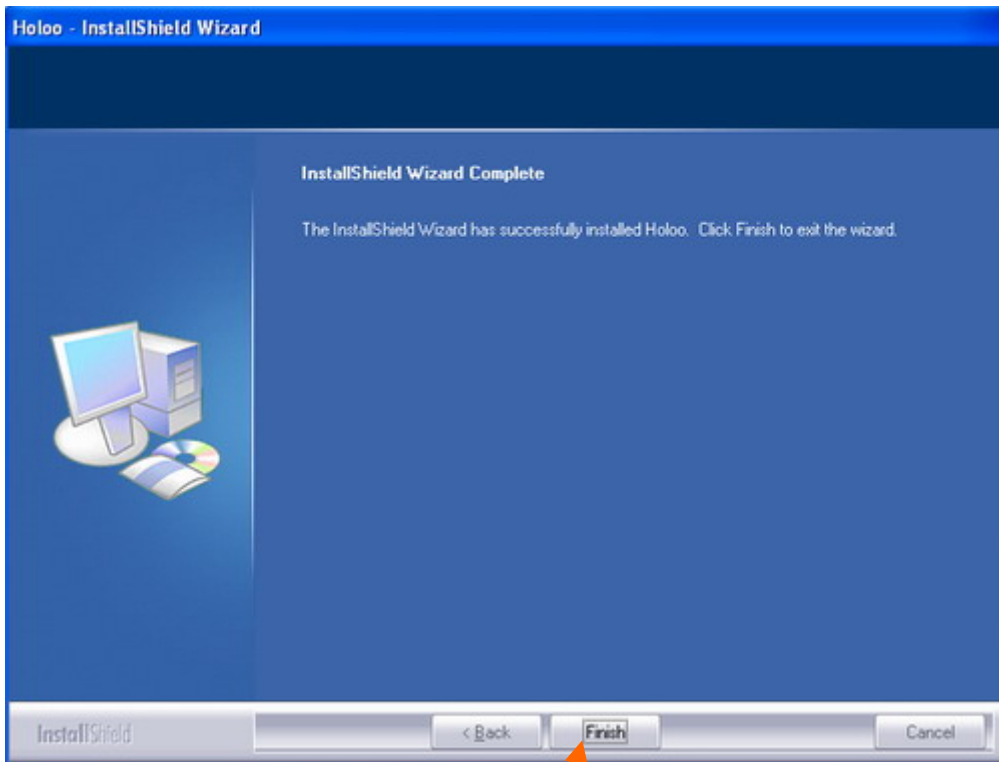 Holoo - InstallShield Wizard
InstallShield Wizard Complete
The InstallShield Wizard has successfully installed Holoo. Click Finish to exit the wizard.
InstallShield
< Back
Finish
Cancel